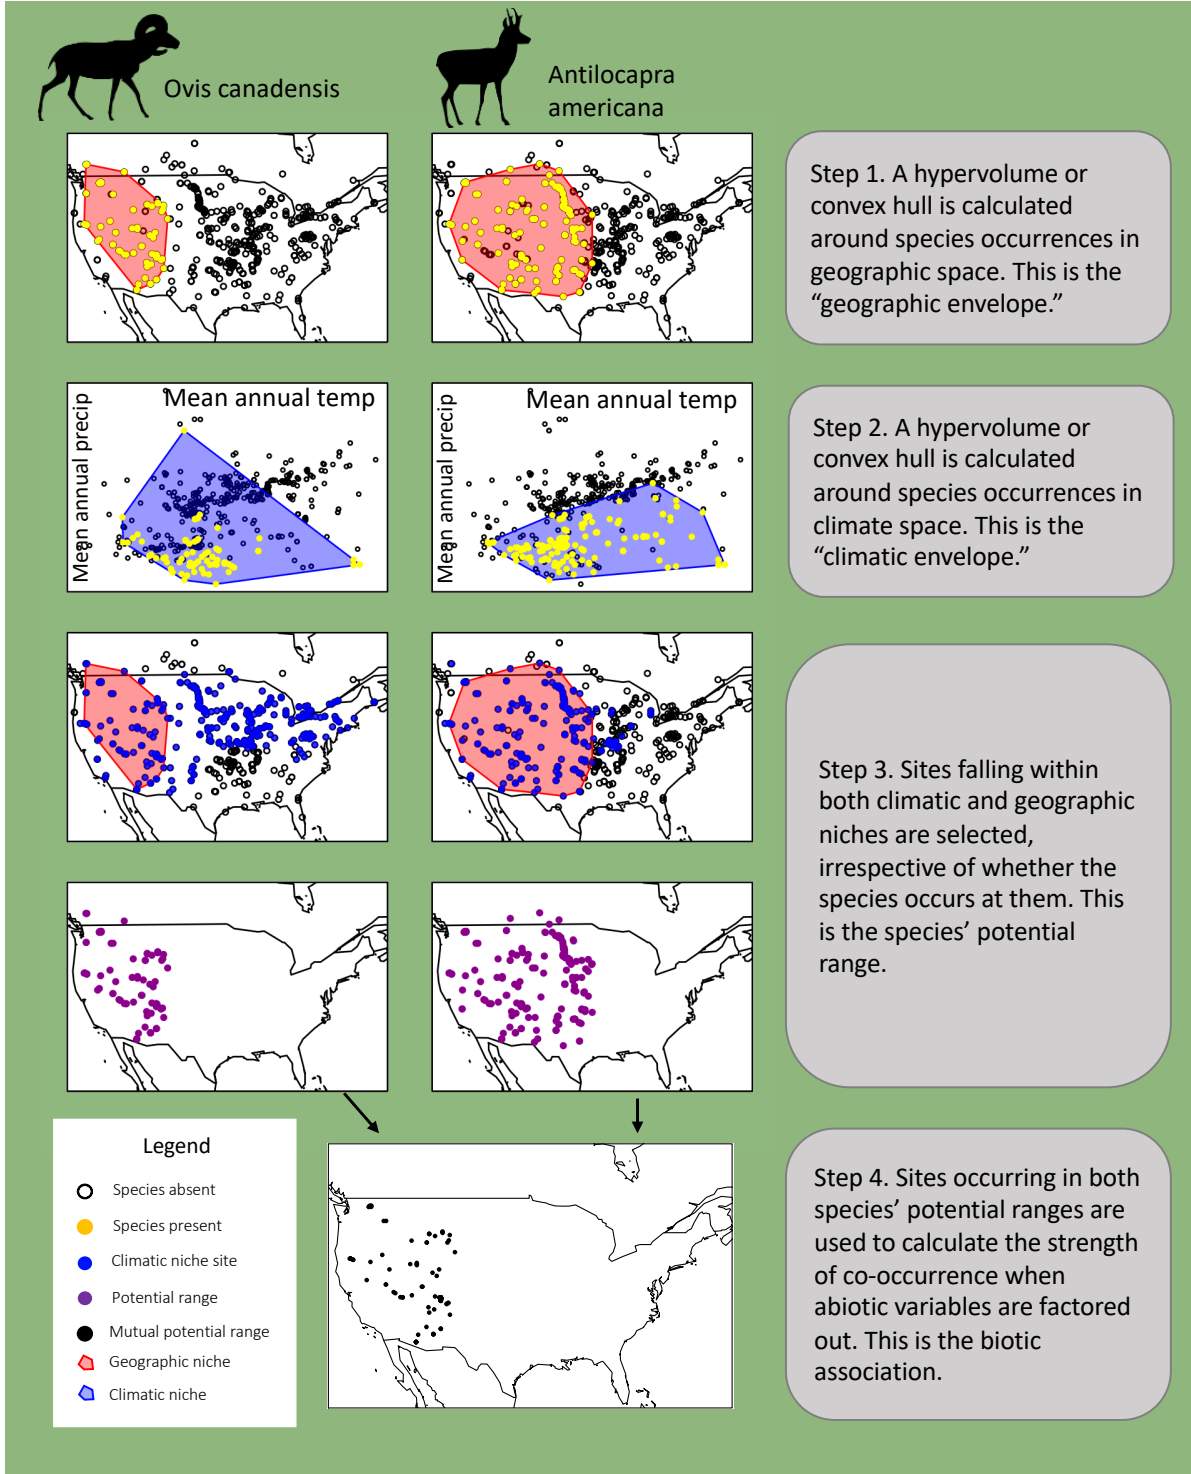 Ovis canadensis
Antilocapra
americana
Step 1. A hypervolume or
convex hull is calculated
around species occurrences in
geographic space. This is the
“geographic envelope.”
Mean annual temp
Mean annual precip
Mean annual temp
Mean annual precip
Step 2. A hypervolume or
convex hull is calculated
around species occurrences in
climate space. This is the
“climatic envelope.”
Step 3. Sites falling within
both climatic and geographic
niches are selected,
irrespective of whether the
species occurs at them. This
is the species’ potential
range.
Legend
Species absent
Species present
Climatic niche site
Potential range
Mutual potential range
Geographic niche
Climatic niche
Step 4. Sites occurring in both
species’ potential ranges are
used to calculate the strength
of co-occurrence when
abiotic variables are factored
out. This is the biotic
association.